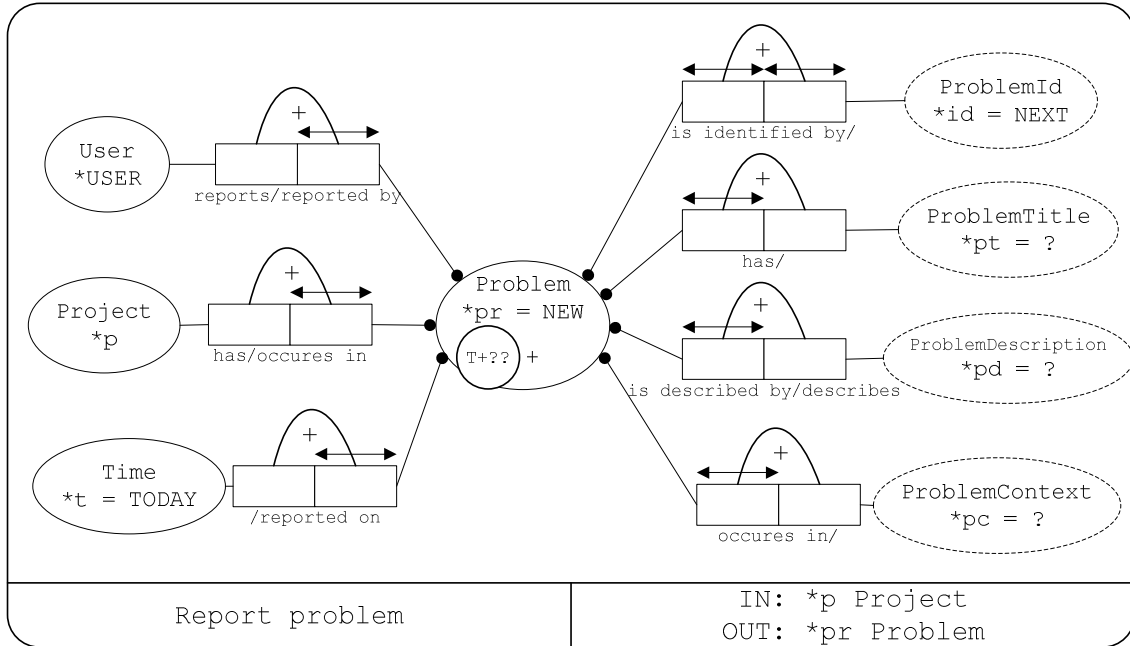 +
User
*USER
reports/reported by
+
Project
*p
has/occures in
+
Time
*t = TODAY
/reported on
Problem
*pr = NEW
T+?? +
+
is identified by/
ProblemId
*id = NEXT
+
has/
ProblemTitle
*pt = ?
+
is described by/describes
ProblemDescription
*pd = ?
+
occures in/
ProblemContext
*pc = ?
Report problem
IN: *p Project
OUT: *pr Problem